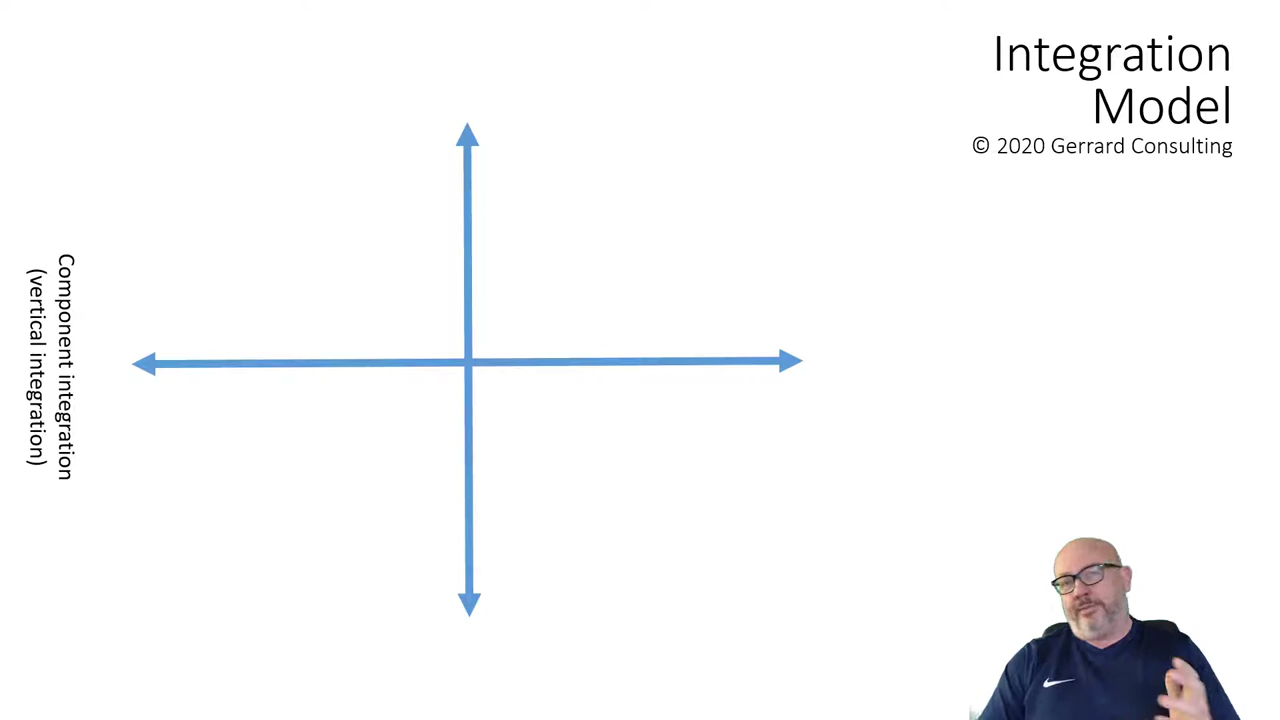 Integration
Model
© 2020 Gerrard Consulting
Component integration
(vertical integration)